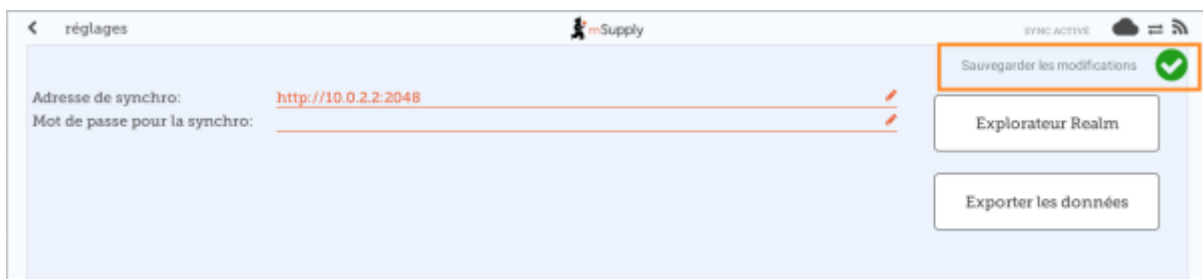 réglages
mSupply
SYNC ACTIVE
Sauvegarder les modifications
Adresse de synchro: http://10.0.2.2:2048
Mot de passe pour la synchro:
Explorateur Realm
Exporter les données